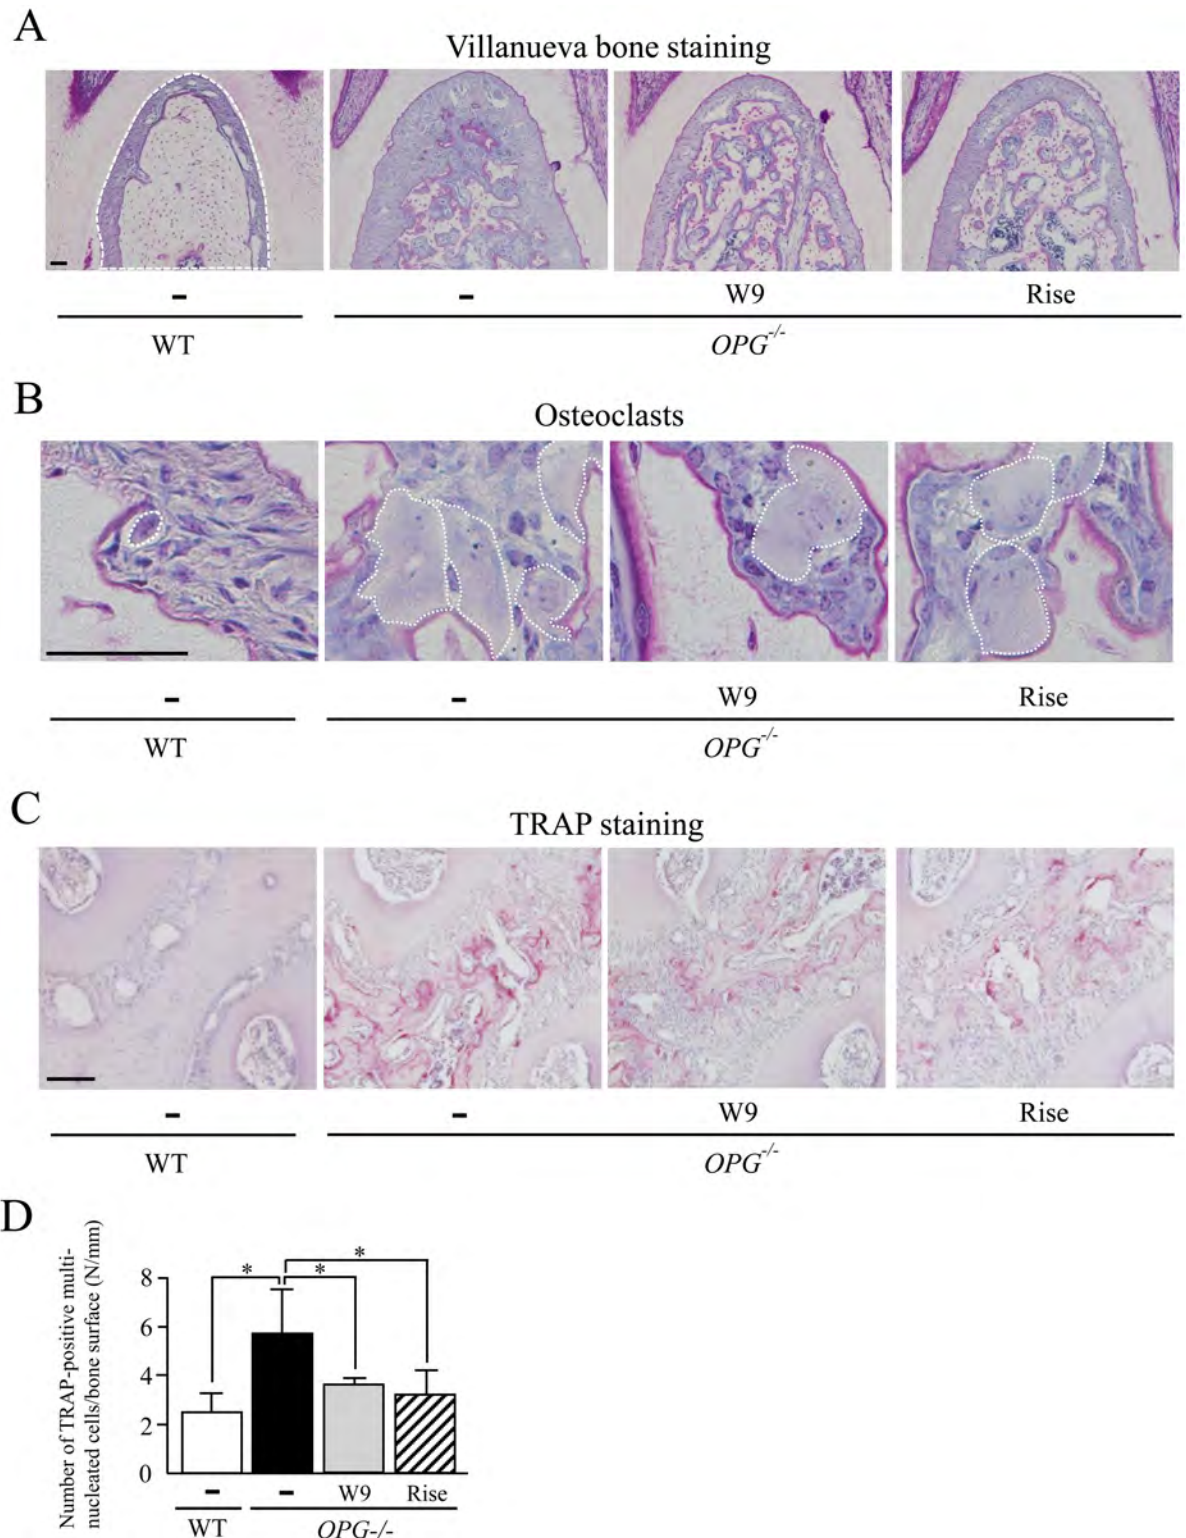 A
Villanueva bone staining
- - W9 Rise
WT OPG-/-
B
Osteoclasts
- - W9 Rise
WT OPG-/-
C
TRAP staining
- - W9 Rise
WT OPG-/-
D
Number of TRAP-positive multi-
nucleated cells/bone surface (N/mm)
8
6
4
2
0
* * *
- - W9 Rise
WT OPG-/-